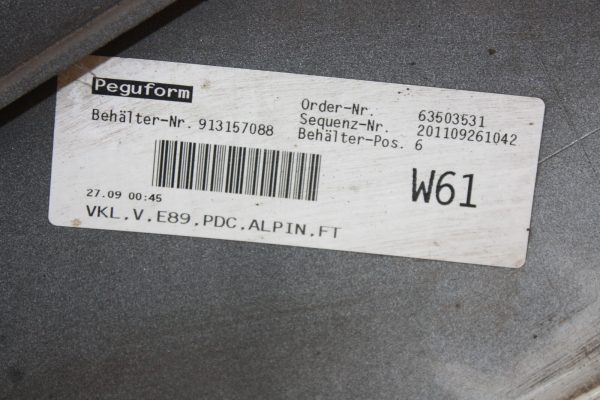 Peguform
Order-Nr. 63503531
Behälter-Nr. 913157088 Sequenz-Nr. 201109261042
Behälter-Pos. 6
W61
27.09 00:45
VKL.V.E89.PDC.ALPIN.FT